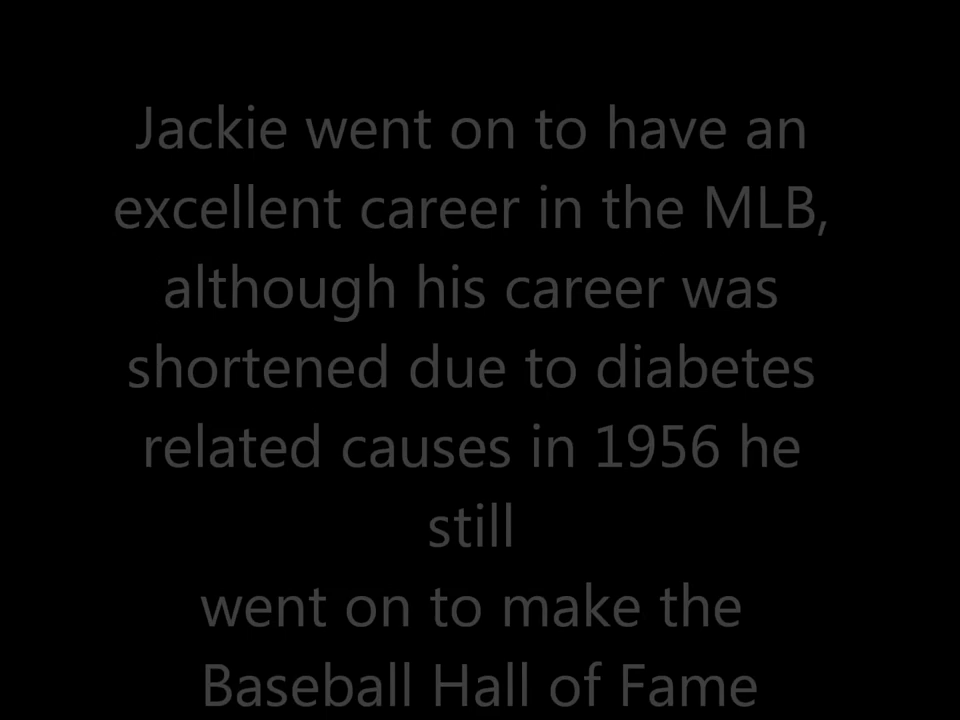 Jackie went on to have an
excellent career in the MLB,
although his career was
shortened due to diabetes
related causes in 1956 he
still
went on to make the
Baseball Hall of Fame